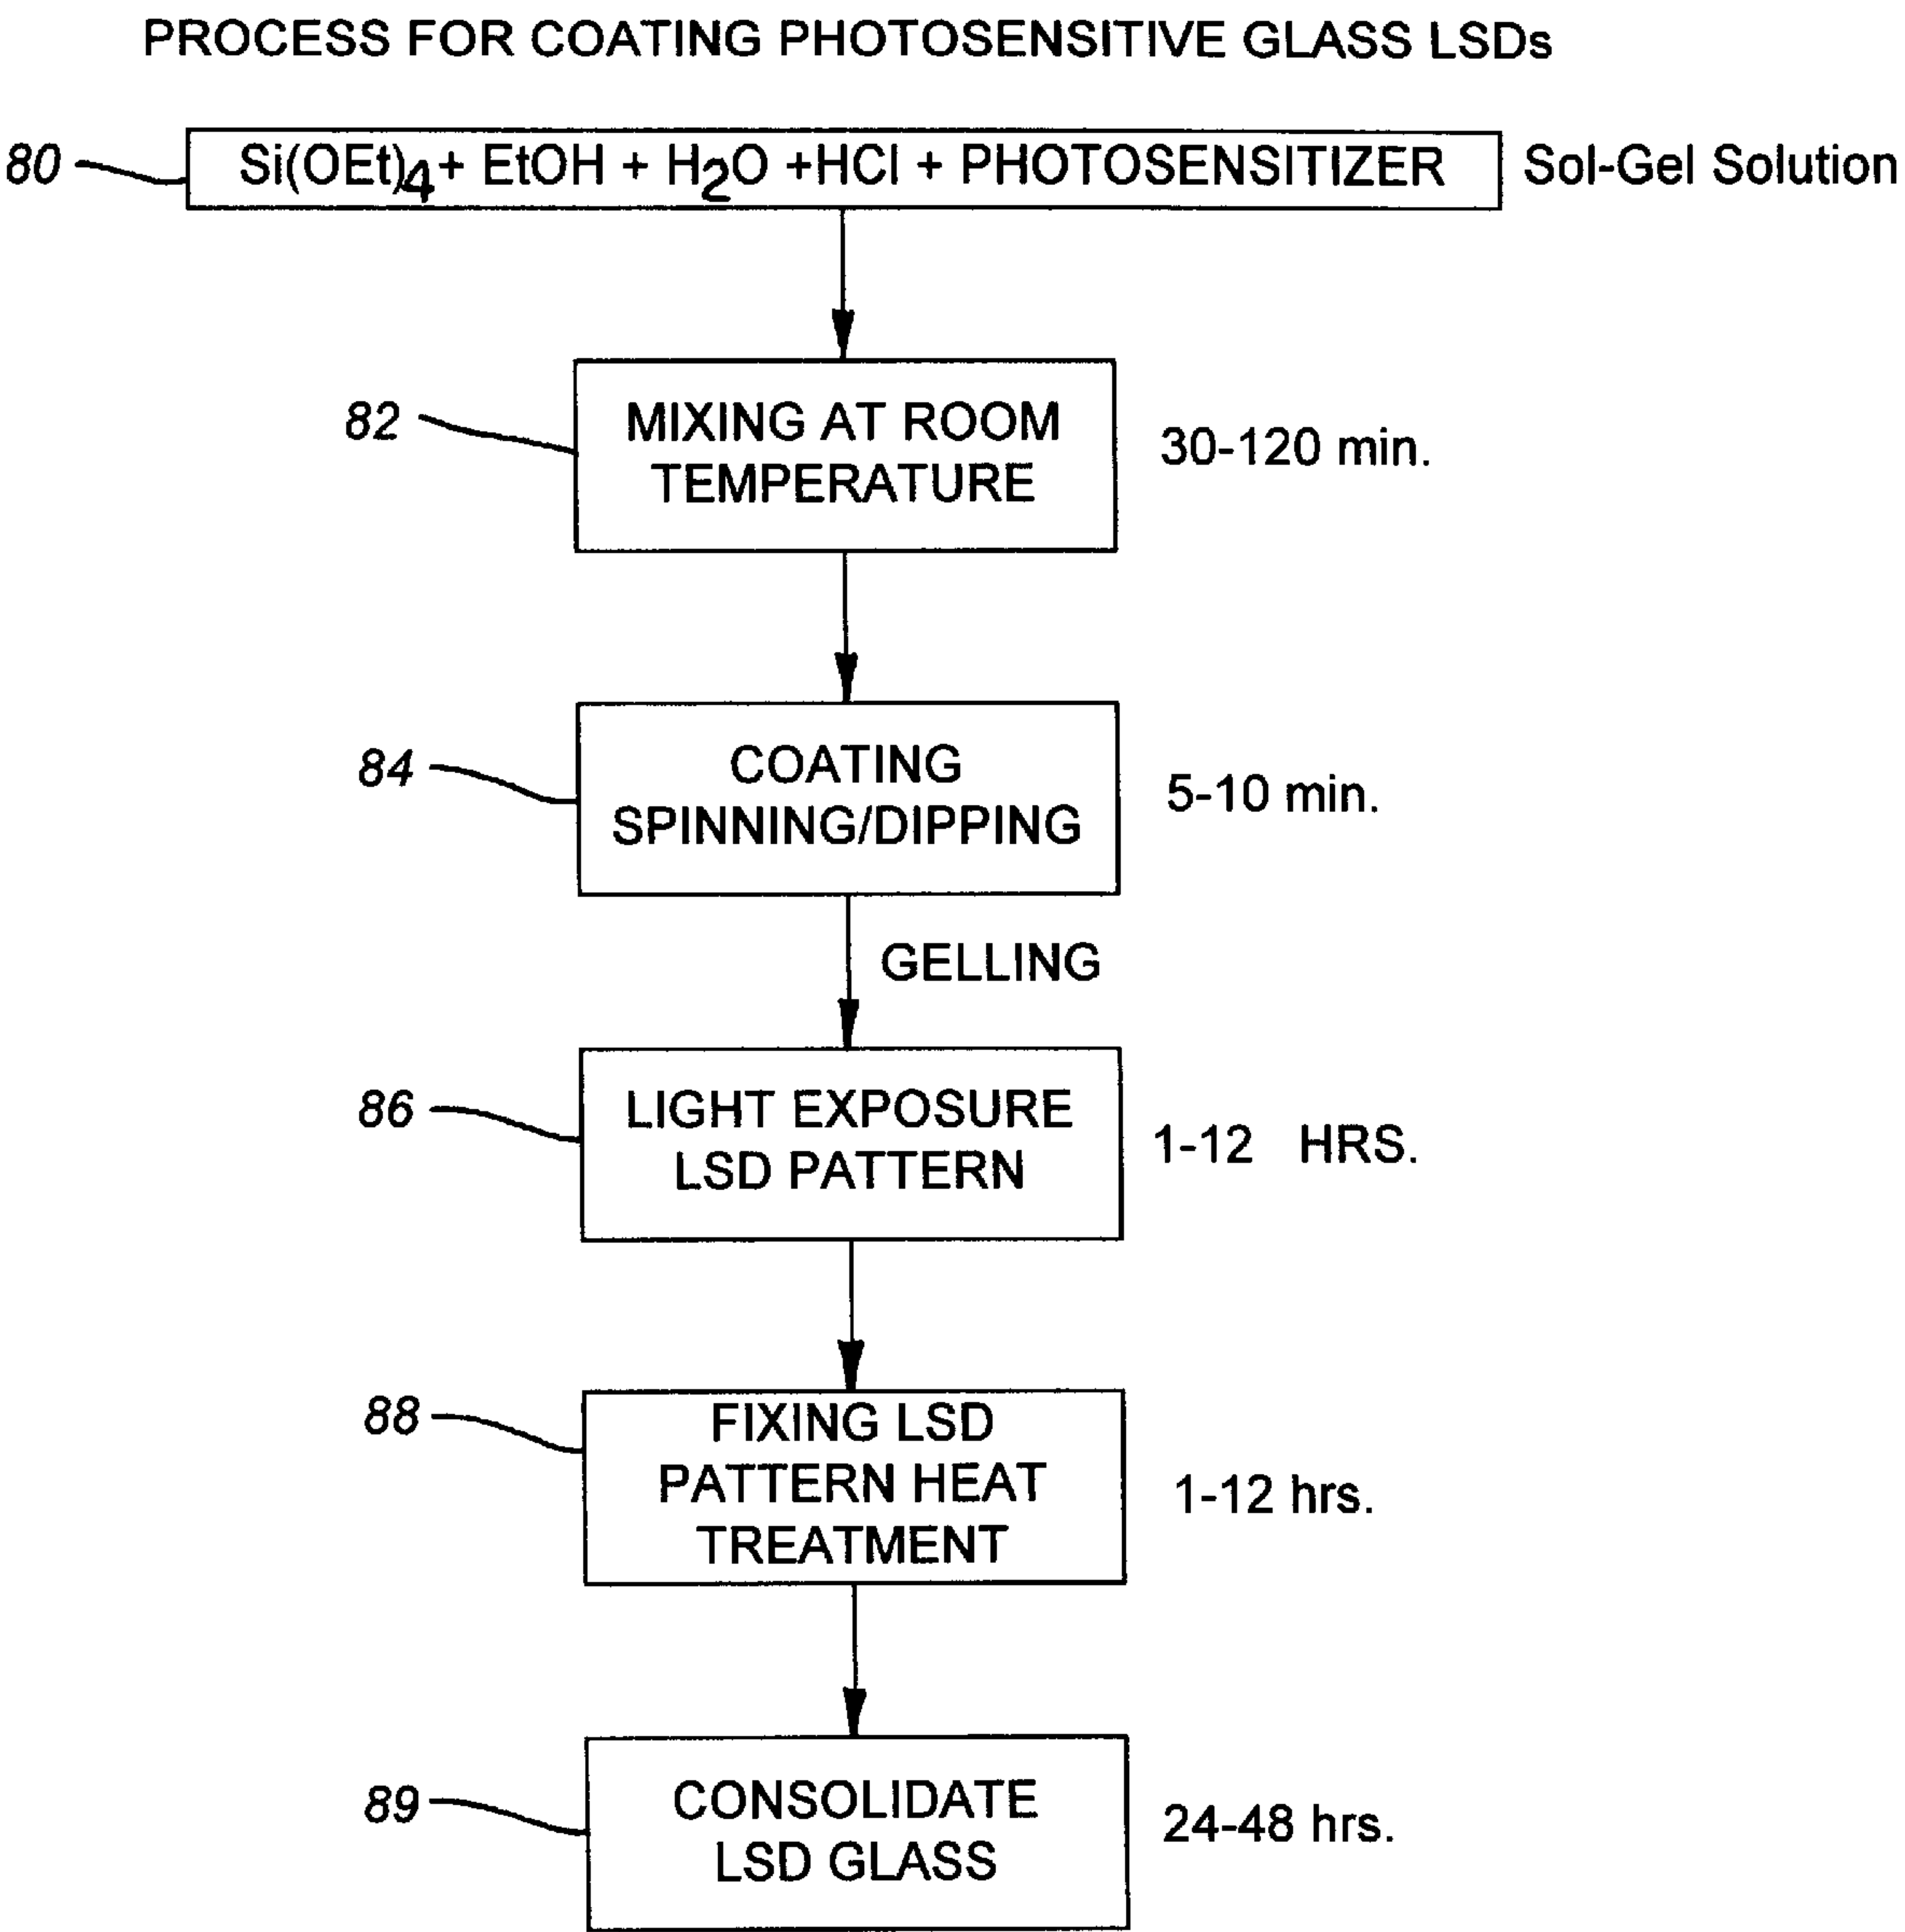 PROCESS FOR COATING PHOTOSENSITIVE GLASS LSDs
80 Si(OEt)4 + EtOH + H2O +HCl + PHOTOSENSITIZER Sol-Gel Solution
82
MIXING AT ROOM
TEMPERATURE
30-120 min.
84
COATING
SPINNING/DIPPING
5-10 min.
GELLING
86
LIGHT EXPOSURE
LSD PATTERN
1-12 HRS.
88
FIXING LSD
PATTERN HEAT
TREATMENT
1-12 hrs.
89
CONSOLIDATE
LSD GLASS
24-48 hrs.